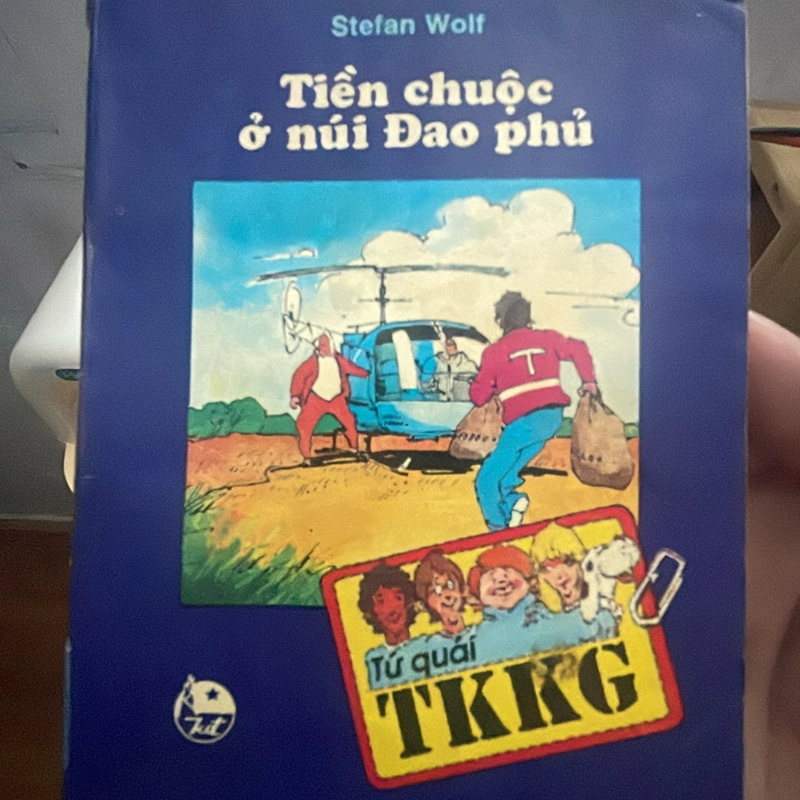 Stefan Wolf
Tiền chuộc
ở núi Đao phủ
T
Tứ quái
TKKG